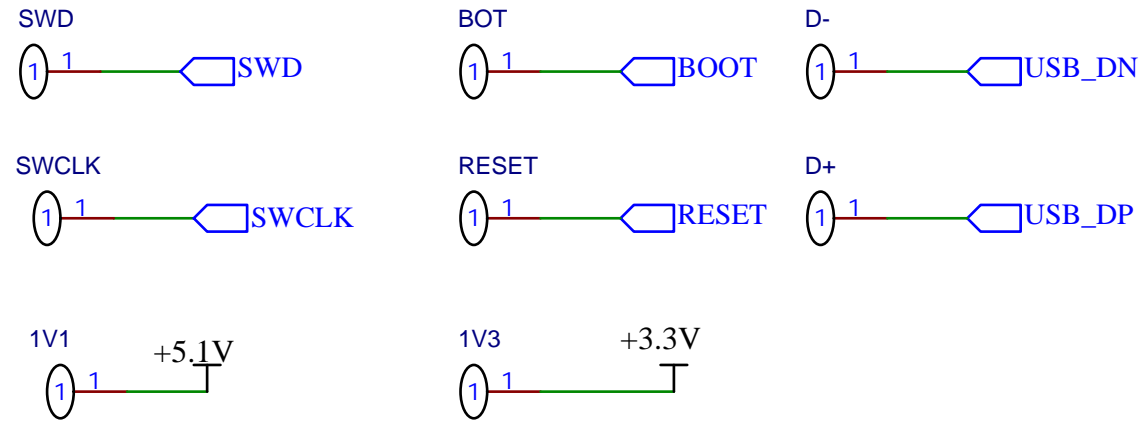 SWD BOT D-
1 1 SWD 1 1 BOOT 1 1 USB_DN
SWCLK RESET D+
1 1 SWCLK 1 1 RESET 1 1 USB_DP
1V1 +5.1V 1V3 +3.3V
1 1 1 1